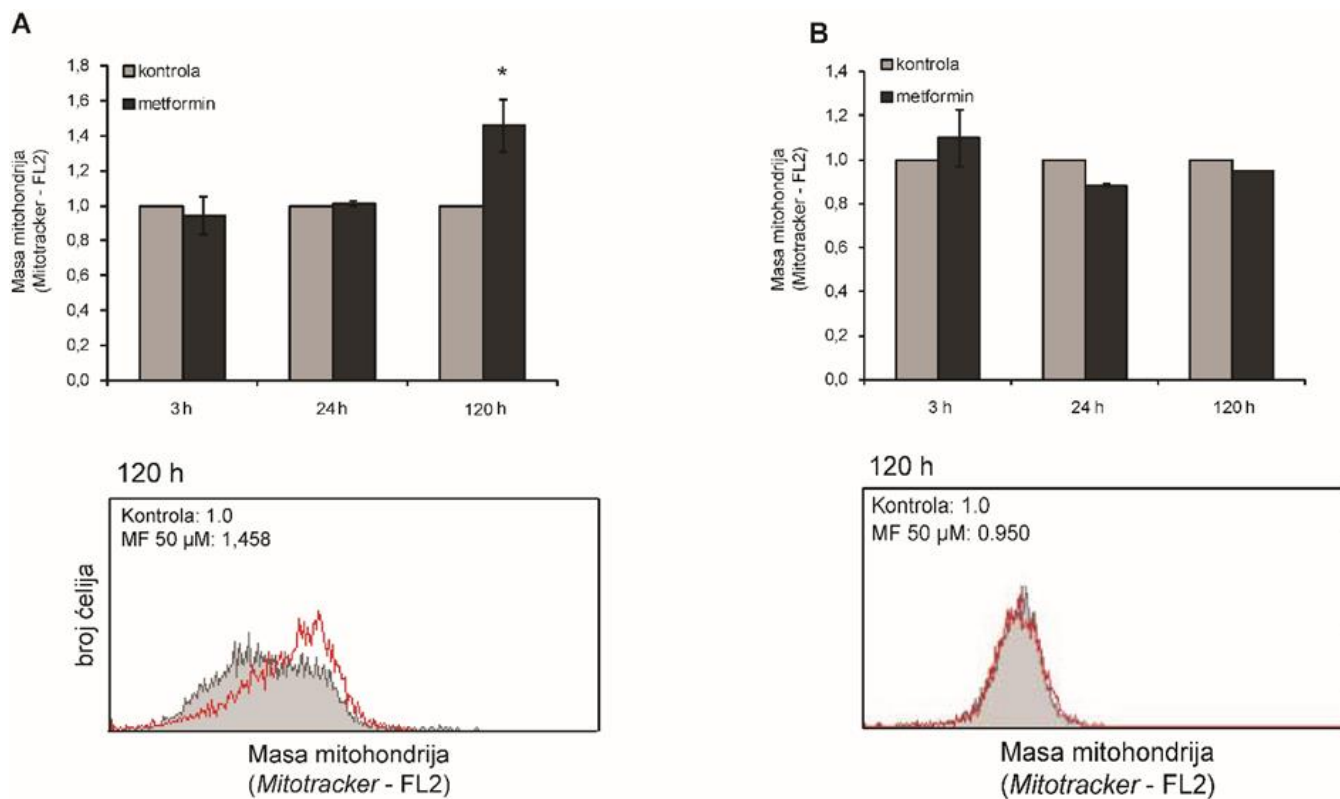 A
Masa mitohondrija
(Mitotracker - FL2)
1,8
1,6
1,4
1,2
1,0
0,8
0,6
0,4
0,2
0,0
kontrola
metformin
*
3 h
24 h
120 h
120 h
Kontrola: 1.0
MF 50 µM: 1,458
broj ćelija
Masa mitohondrija
(Mitotracker - FL2)
B
Masa mitohondrija
(Mitotracker - FL2)
1,4
1,2
1,0
0,8
0,6
0,4
0,2
0,0
kontrola
metformin
3 h
24 h
120 h
120 h
Kontrola: 1.0
MF 50 µM: 0.950
Masa mitohondrija
(Mitotracker - FL2)